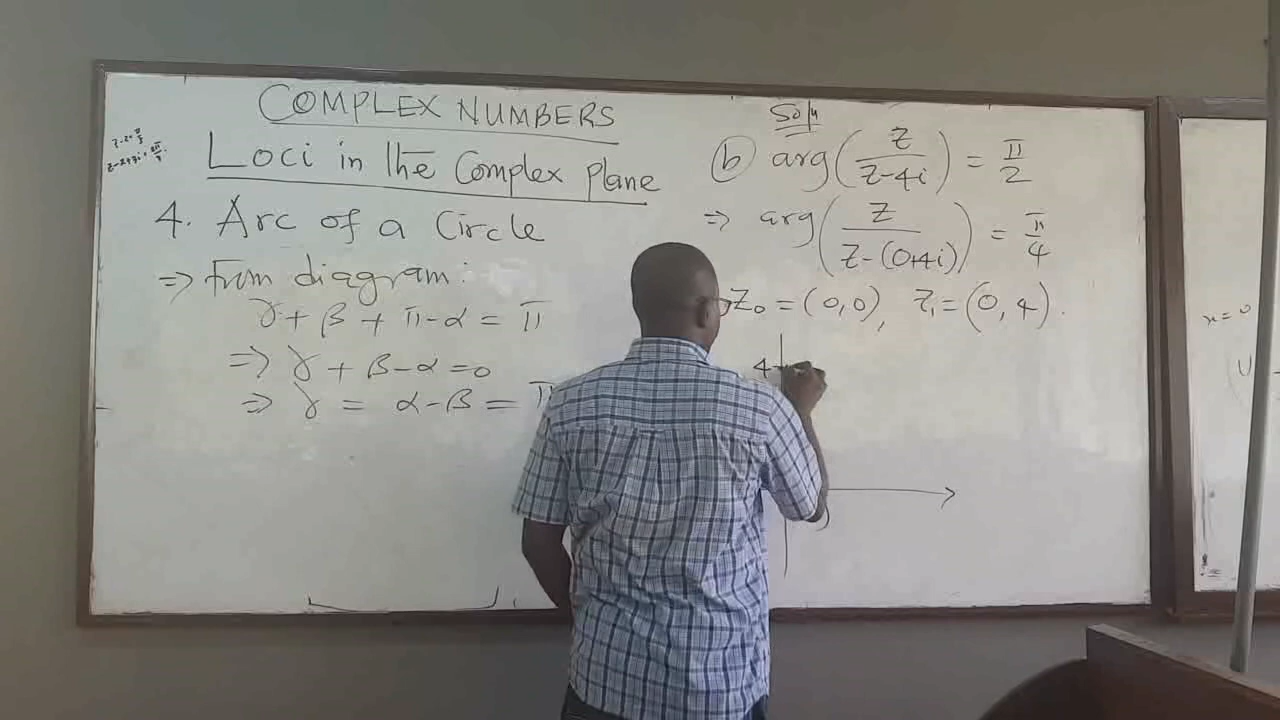 COMPLEX NUMBERS
Loci in the Complex plane
4. Arc of a Circle
=> From diagram:
γ + β + π - α = π
=> γ + β - α = 0
=> γ = α - β = π
Soln
(b) arg(z/(z-4i)) = π/2
=> arg(z/(z-(0+4i))) = π/4
z₀ = (0,0), z₁ = (0,4).
4